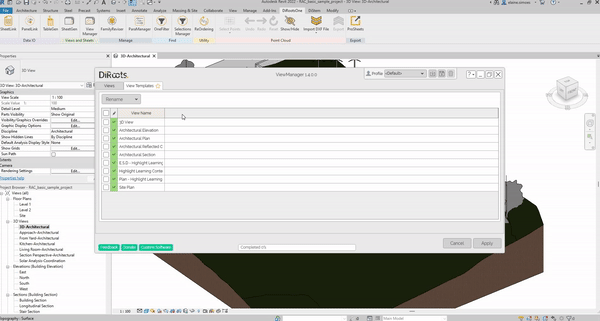 Autodesk Revit 2022 - RAC_basic_sample_project - 3D View: 3D-Architectural
File Architecture Structure Steel Precast Systems Insert Annotate Analyze Massing & Site Collaborate View Manage Add-Ins DiRootsOne DiStem Modify
SheetLink PanelLink TableGen SheetGen View Manager FamilyReviser ParaManager OneFilter Selections Manager ReOrdering Import EXF File Manage Export
Data IO Views and Sheets Manage Find Utility Point Cloud Exports
Properties
3D-Architectural
3D View
3D View: 3D-Architectural
Edit Type
Graphics
View Scale 1 : 100
Scale Value 1: 100
Detail Level Medium
Parts Visibility Show Original
Visibility/Graphics Overrides Edit...
Graphic Display Options Edit...
Discipline Architectural
Show Hidden Lines By Discipline
Default Analysis Display Style None
Show Grids Edit...
Sun Path
Extents
Camera
Rendering Settings Edit...
Properties help
Project Browser - RAC_basic_sample_project
Views (all)
Floor Plans
Level 1
Level 2
Site
3D Views
3D-Architectural
Approach-Architectural
From Yard-Architectural
Kitchen-Architectural
Living Room-Architectural
Section Perspective-Architectural
Solar Analysis Coordination
Elevations (Building Elevation)
East
North
South
West
Sections (Building Section)
Building Section
Longitudinal Section
Stair Section
DiRoots.
ViewManager 1.4.0.0
Profile <Default>
Views View Templates
Rename
View Name
3D View
Architectural Elevation
Architectural Plan
Architectural Reflected C
Architectural Section
E.S.D - Highlight Learning
Highlight Learning Conte
Plan - Highlight Learning
Site Plan
Feedback Donate Custom Software
Completed 0%
Cancel Apply
1 : 100
Topography : Surface
Main Model